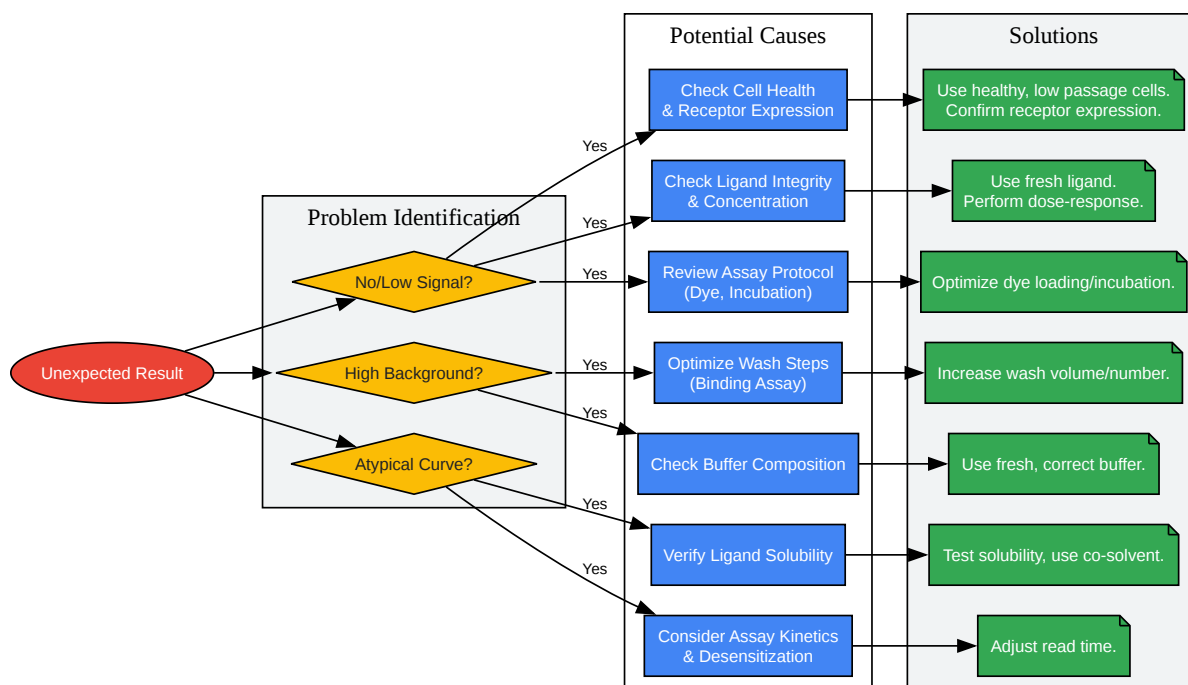 Unexpected Result
Problem Identification
No/Low Signal?
High Background?
Atypical Curve?
Yes
Yes
Yes
Yes
Yes
Yes
Yes
Potential Causes
Check Cell Health
& Receptor Expression
Check Ligand Integrity
& Concentration
Review Assay Protocol
(Dye, Incubation)
Optimize Wash Steps
(Binding Assay)
Check Buffer Composition
Verify Ligand Solubility
Consider Assay Kinetics
& Desensitization
Solutions
Use healthy, low passage cells.
Confirm receptor expression.
Use fresh ligand.
Perform dose-response.
Optimize dye loading/incubation.
Increase wash volume/number.
Use fresh, correct buffer.
Test solubility, use co-solvent.
Adjust read time.